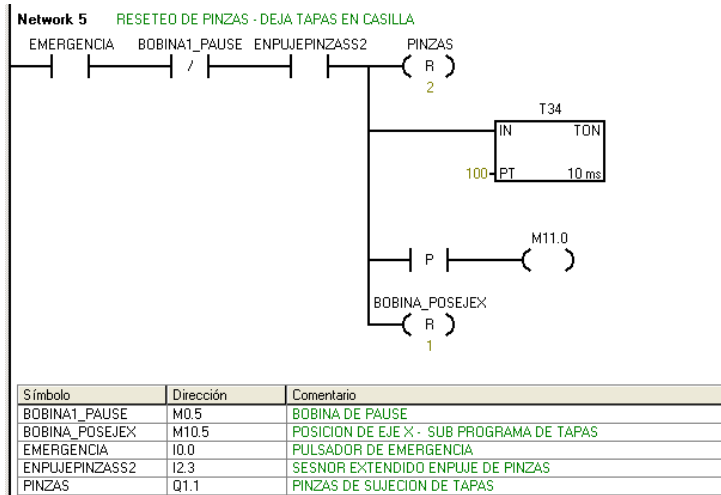 Network 5 RESETEO DE PINZAS - DEJA TAPAS EN CASILLA
EMERGENCIA BOBINA1_PAUSE ENPUJEPINZASS2 PINZAS
/ R
2
T34
IN TON
100 PT 10 ms
M11.0
P
BOBINA_POSEJEX
R
1
Símbolo Dirección Comentario
BOBINA1_PAUSE M0.5 BOBINA DE PAUSE
BOBINA_POSEJEX M10.5 POSICION DE EJE X - SUB PROGRAMA DE TAPAS
EMERGENCIA I0.0 PULSADOR DE EMERGENCIA
ENPUJEPINZASS2 I2.3 SESNOR EXTENDIDO ENPUJE DE PINZAS
PINZAS Q1.1 PINZAS DE SUJECION DE TAPAS